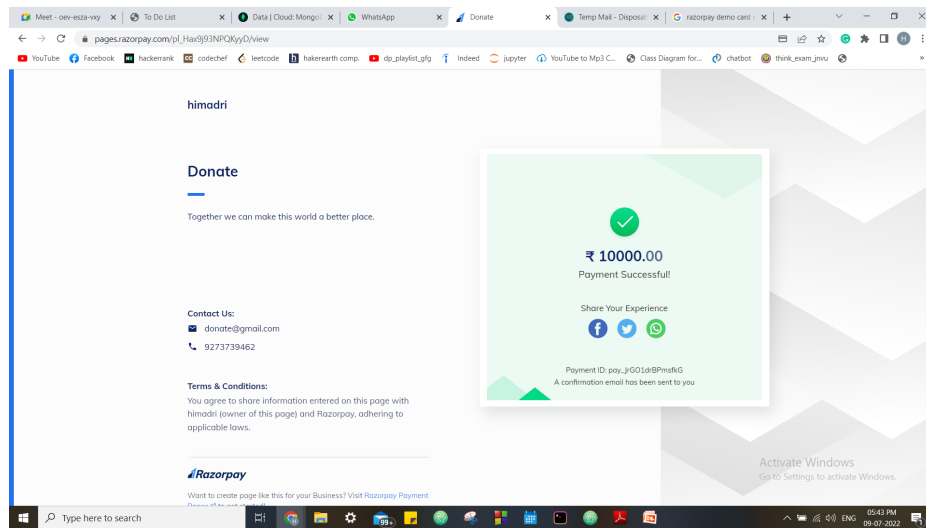 Meet - oev-esza-vxy
To Do List
Data | Cloud: Mongo
WhatsApp
Donate
Temp Mail - Disposal
razorpay demo card
pages.razorpay.com/pl_Hax9J93NPQKyyD/view
YouTube
Facebook
hackerrank
codechef
leetcode
hakerearth comp.
dp_playlist_gfg
Indeed
jupyter
YouTube to Mp3 C...
Class Diagram for...
chatbot
think_exam_jnvu
himadri
Donate
Together we can make this world a better place.
Contact Us:
donate@gmail.com
9273739462
Terms & Conditions:
You agree to share information entered on this page with
himadri (owner of this page) and Razorpay, adhering to
applicable laws.
Razorpay
Want to create page like this for your Business? Visit Razorpay Payment
₹ 10000.00
Payment Successful!
Share Your Experience
Payment ID: pay_JrGO1drBPmsfkG
A confirmation email has been sent to you
Activate Windows
Go to Settings to activate Windows.
Type here to search
99+
ENG
05:43 PM
09-07-2022